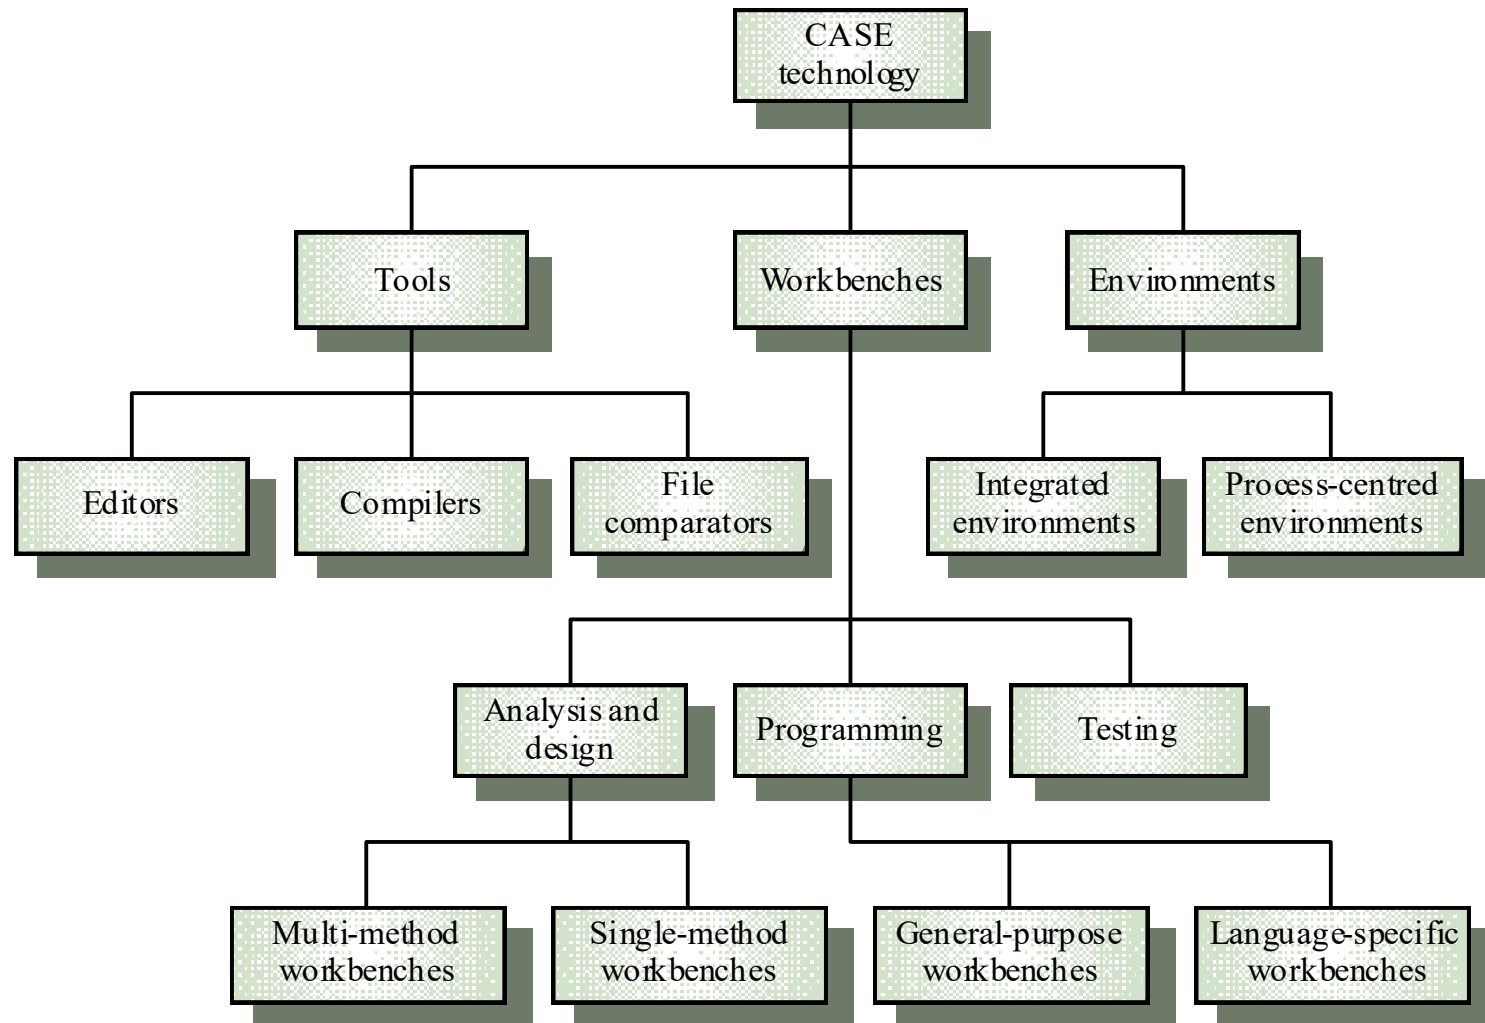 CASE
technology
Tools
Workbenches
Environments
Editors
Compilers
File
comparators
Integrated
environments
Process-centred
environments
Analysis and
design
Programming
Testing
Multi-method
workbenches
Single-method
workbenches
General-purpose
workbenches
Language-specific
workbenches